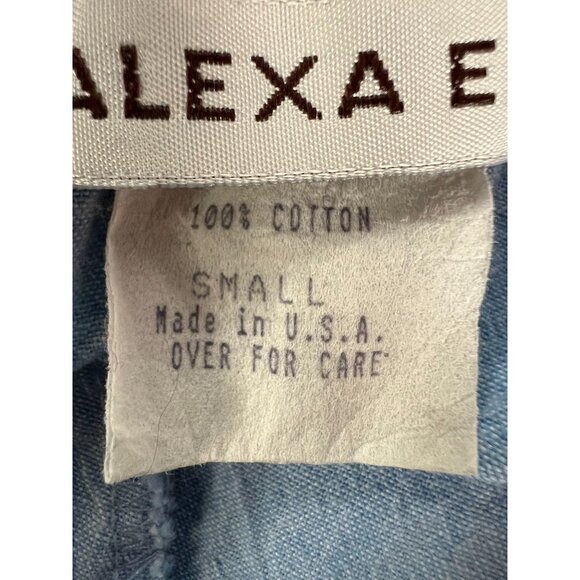 ALEXA E
100% COTTON
SMALL
Made in U.S.A.
OVER FOR CARE